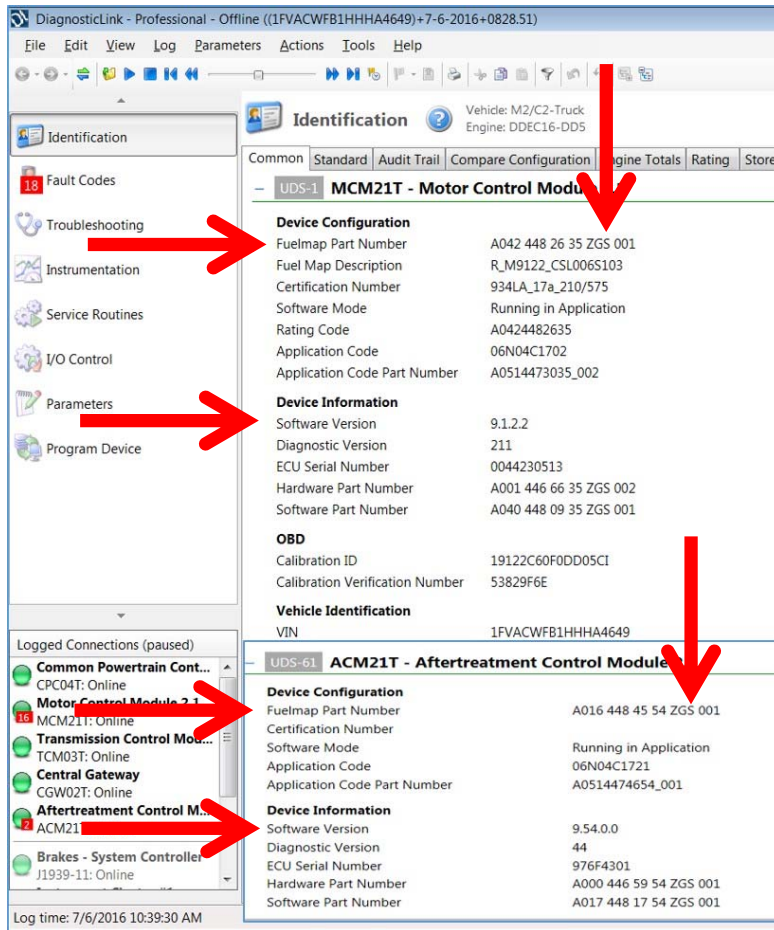 DiagnosticLink - Professional - Offline ((1FVACWFB1HHHA4649)+7-6-2016+0828.51)
File Edit View Log Parameters Actions Tools Help
Identification
18
Fault Codes
Troubleshooting
Instrumentation
Service Routines
I/O Control
Parameters
Program Device
Identification
Vehicle: M2/C2-Truck
Engine: DDEC16-DD5
Common Standard Audit Trail Compare Configuration Engine Totals Rating Store
UDS-1 MCM21T - Motor Control Module
Device Configuration
Fuelmap Part Number A042 448 26 35 ZGS 001
Fuel Map Description R_M9122_CSL006S103
Certification Number 934LA_17a_210/575
Software Mode Running in Application
Rating Code A0424482635
Application Code 06N04C1702
Application Code Part Number A0514473035_002
Device Information
Software Version 9.1.2.2
Diagnostic Version 211
ECU Serial Number 0044230513
Hardware Part Number A001 446 66 35 ZGS 002
Software Part Number A040 448 09 35 ZGS 001
OBD
Calibration ID 19122C60F0DD05CI
Calibration Verification Number 53829F6E
Vehicle Identification
VIN 1FVACWFB1HHHA4649
Logged Connections (paused)
Common Powertrain Cont...
CPC04T: Online
Motor Control Module 2.1
16 MCM21T: Online
Transmission Control Mod...
TCM03T: Online
Central Gateway
CGW02T: Online
Aftertreatment Control M...
2 ACM21T
Brakes - System Controller
J1939-11: Online
UDS-61 ACM21T - Aftertreatment Control Module
Device Configuration
Fuelmap Part Number A016 448 45 54 ZGS 001
Certification Number
Software Mode Running in Application
Application Code 06N04C1721
Application Code Part Number A0514474654_001
Device Information
Software Version 9.54.0.0
Diagnostic Version 44
ECU Serial Number 976F4301
Hardware Part Number A000 446 59 54 ZGS 001
Software Part Number A017 448 17 54 ZGS 001
Log time: 7/6/2016 10:39:30 AM